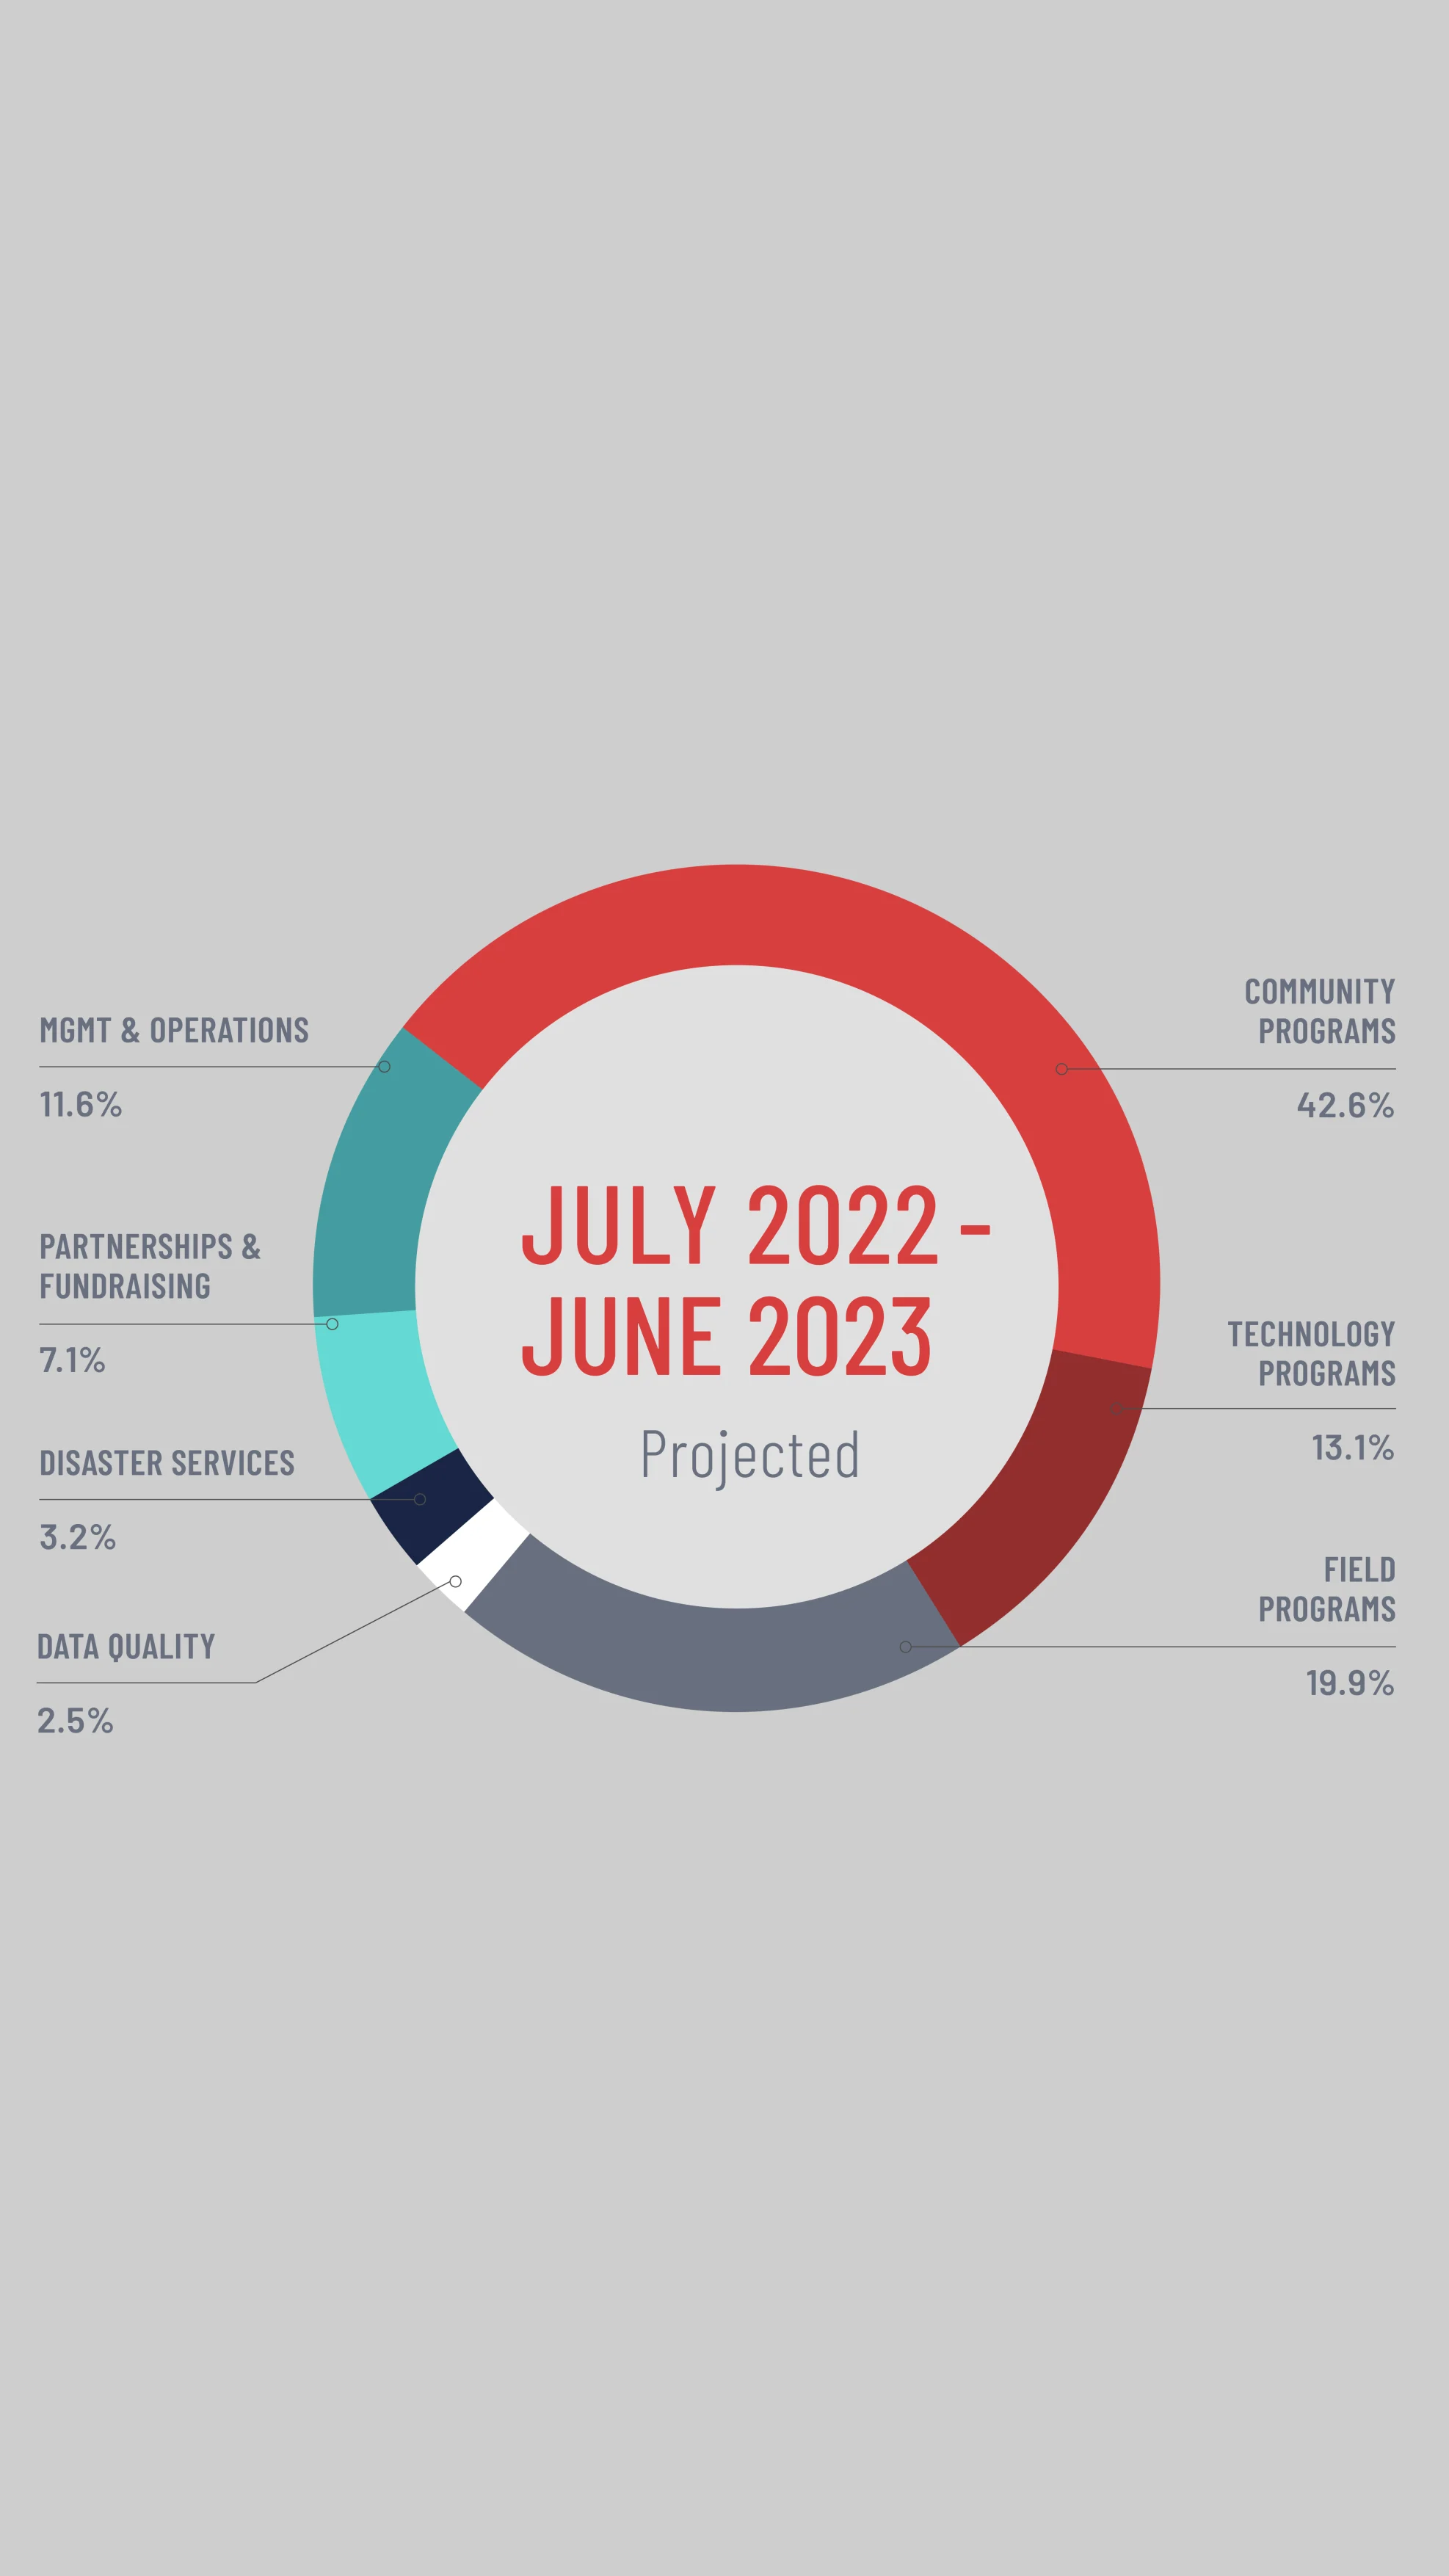 JULY 2022 -
JUNE 2023
Projected
MGMT & OPERATIONS
11.6%
PARTNERSHIPS &
FUNDRAISING
7.1%
DISASTER SERVICES
3.2%
DATA QUALITY
2.5%
COMMUNITY
PROGRAMS
42.6%
TECHNOLOGY
PROGRAMS
13.1%
FIELD
PROGRAMS
19.9%